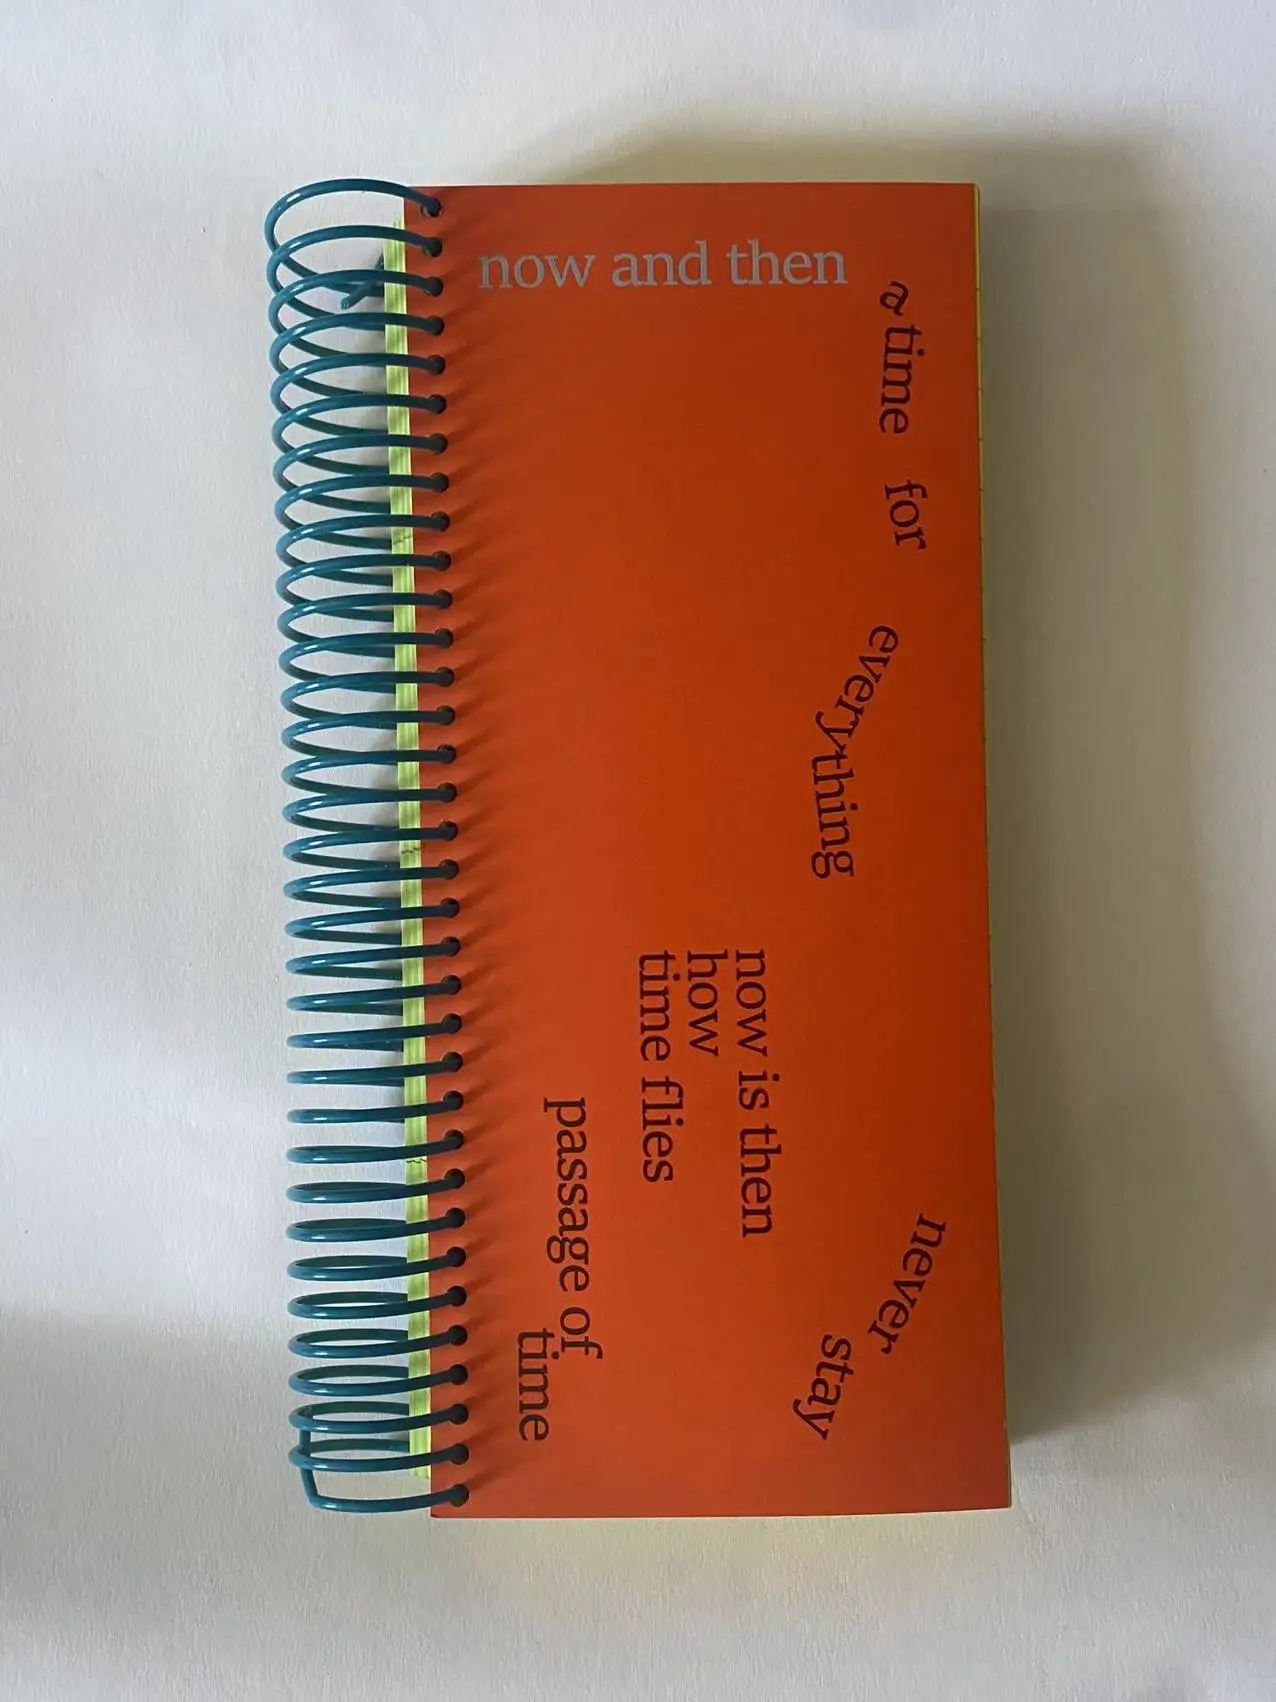 now and then
a time for everything
now is then
how
time flies
never
stay
passage of
time